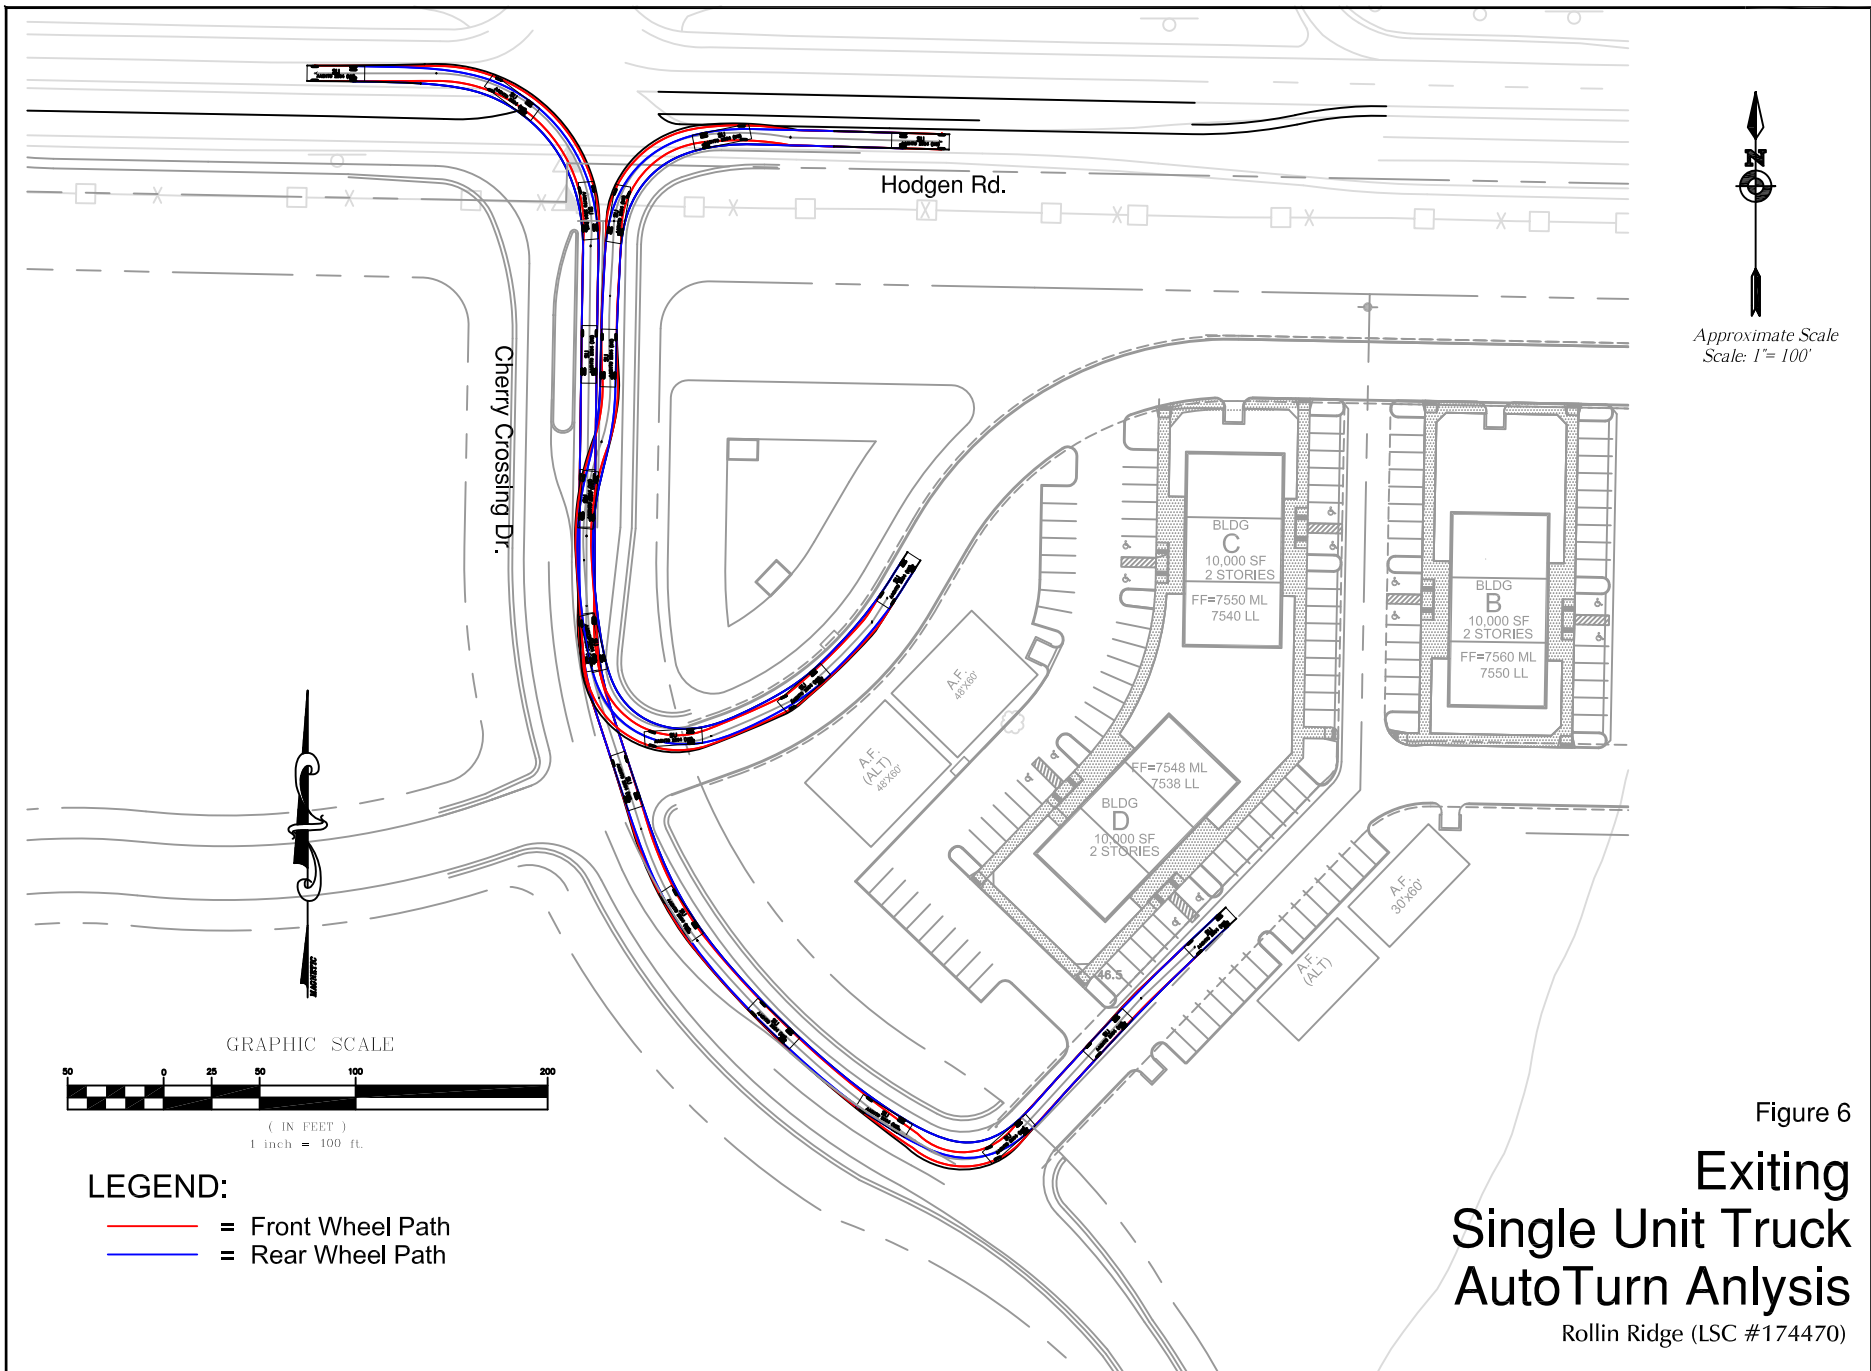 Hodgen Rd.
N
Approximate Scale
Scale: 1"= 100'
Cherry Crossing Dr.
BLDG
C
10,000 SF
2 STORIES
FF=7550 ML
7540 LL
BLDG
B
10,000 SF
2 STORIES
FF=7560 ML
7550 LL
A.F.
48'X60'
A.F.
(ALT)
48'X60'
FF=7548 ML
7538 LL
BLDG
D
10,000 SF
2 STORIES
A.F.
30'x60'
A.F.
(ALT)
46.5
MAGNETIC
GRAPHIC SCALE
50 0 25 50 100 200
( IN FEET )
1 inch = 100 ft.
LEGEND:
= Front Wheel Path
= Rear Wheel Path
Figure 6
Exiting
Single Unit Truck
AutoTurn Anlysis
Rollin Ridge (LSC #174470)